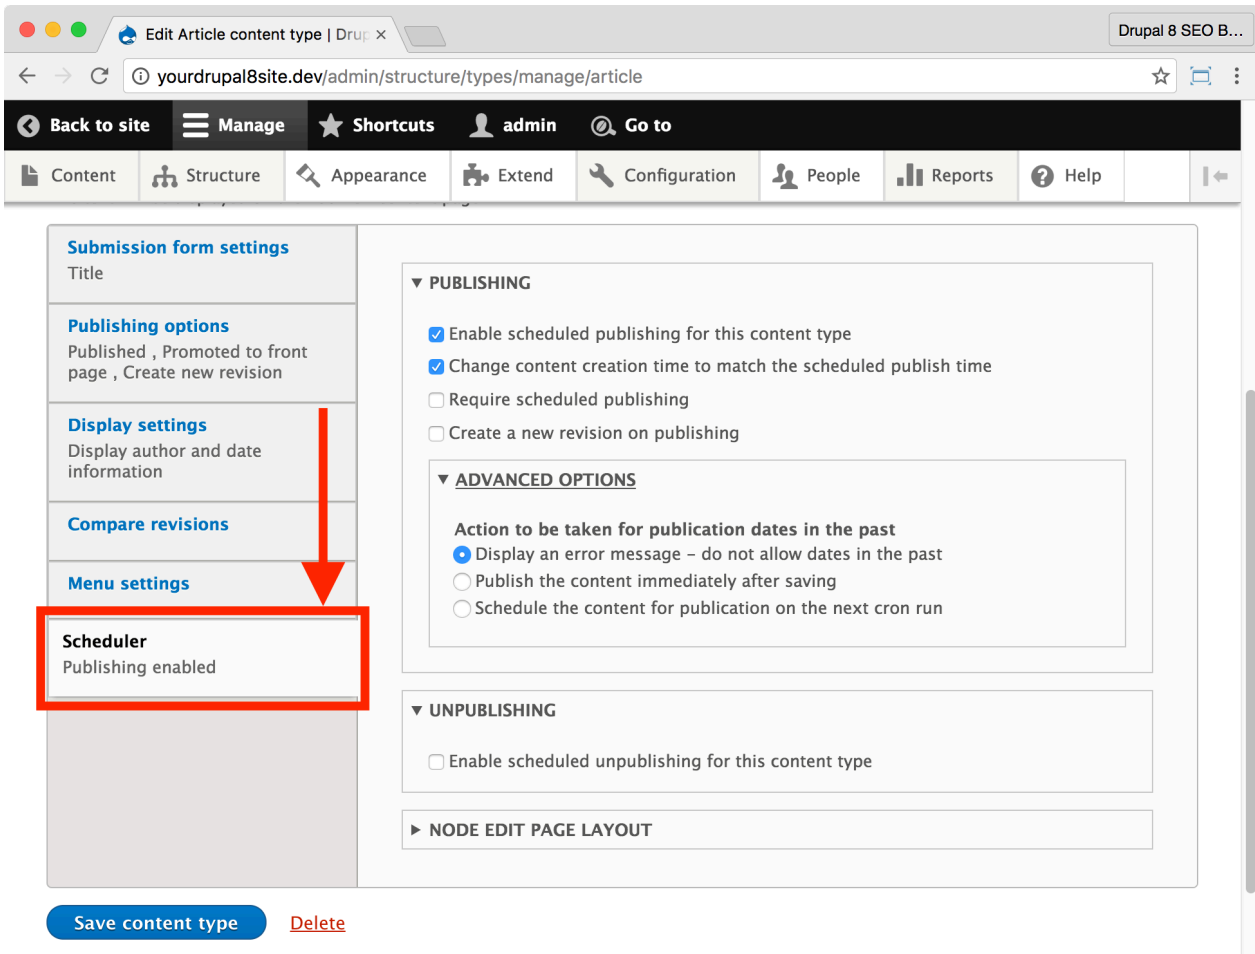 Edit Article content type | Drup
Drupal 8 SEO B...
yourdrupal8site.dev/admin/structure/types/manage/article
Back to site
Manage
Shortcuts
admin
Go to
Content
Structure
Appearance
Extend
Configuration
People
Reports
Help
Submission form settings
Title
Publishing options
Published , Promoted to front
page , Create new revision
Display settings
Display author and date
information
Compare revisions
Menu settings
Scheduler
Publishing enabled
PUBLISHING
Enable scheduled publishing for this content type
Change content creation time to match the scheduled publish time
Require scheduled publishing
Create a new revision on publishing
ADVANCED OPTIONS
Action to be taken for publication dates in the past
Display an error message – do not allow dates in the past
Publish the content immediately after saving
Schedule the content for publication on the next cron run
UNPUBLISHING
Enable scheduled unpublishing for this content type
NODE EDIT PAGE LAYOUT
Save content type
Delete